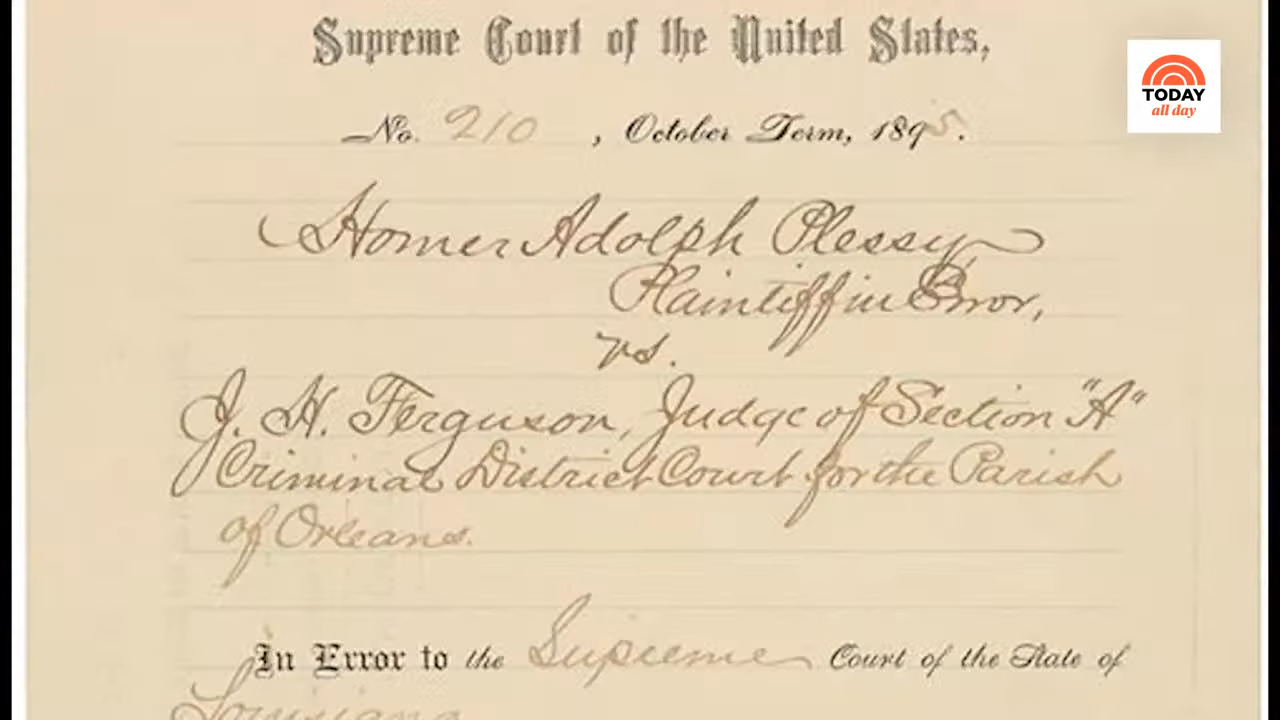 Supreme Court of the United States,
TODAY
all day
No. 210 , October Term, 1895.
Homer Adolph Plessy
Plaintiff in Error,
vs.
J. H. Ferguson, Judge of Section "A"
Criminal District Court for the Parish
of Orleans.
In Error to the Supreme Court of the State of
Louisiana